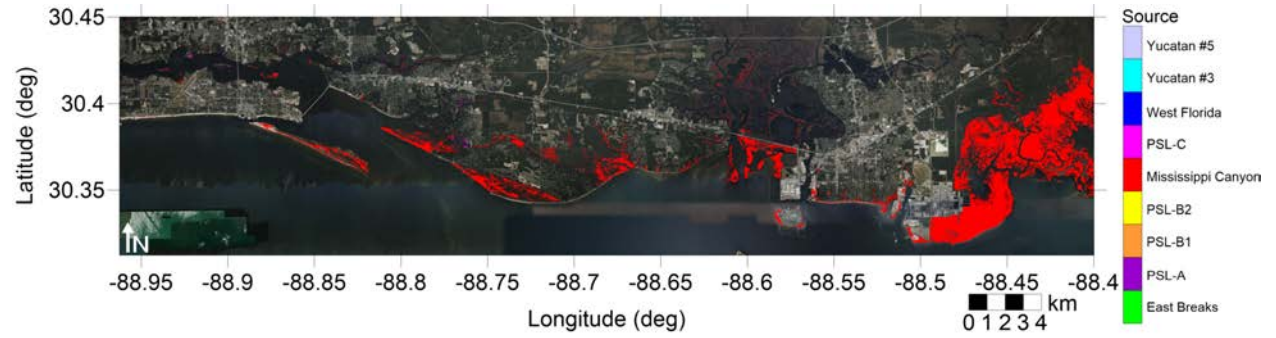 30.45
30.4
30.35
Latitude (deg)
N
-88.95 -88.9 -88.85 -88.8 -88.75 -88.7 -88.65 -88.6 -88.55 -88.5 -88.45 -88.4
Longitude (deg)
km
0 1 2 3 4
Source
Yucatan #5
Yucatan #3
West Florida
PSL-C
Mississippi Canyon
PSL-B2
PSL-B1
PSL-A
East Breaks